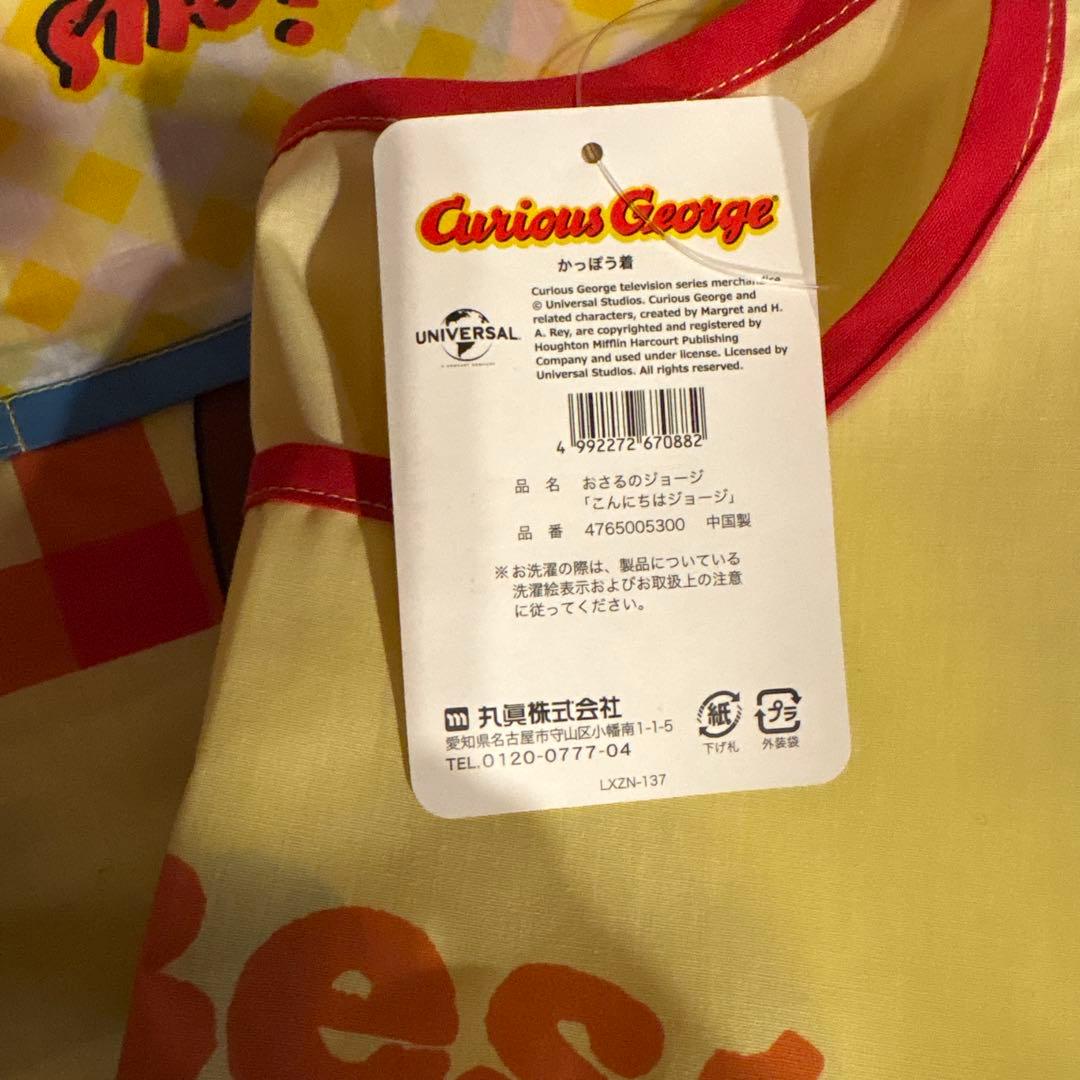 Curious George
かっぽう着
Curious George television series merchandise
© Universal Studios. Curious George and
related characters, created by Margret and H.
A. Rey, are copyrighted and registered by
Houghton Mifflin Harcourt Publishing
Company and used under license. Licensed by
Universal Studios. All rights reserved.
UNIVERSAL
A COMCAST COMPANY
4 992272 670882
品 名 おさるのジョージ
「こんにちはジョージ」
品 番 4765005300 中国製
※お洗濯の際は、製品についている
洗濯絵表示およびお取扱上の注意
に従ってください。
m 丸眞株式会社
愛知県名古屋市守山区小幡南1-1-5
TEL.0120-0777-04
紙
下げ札
プラ
外装袋
LXZN-137